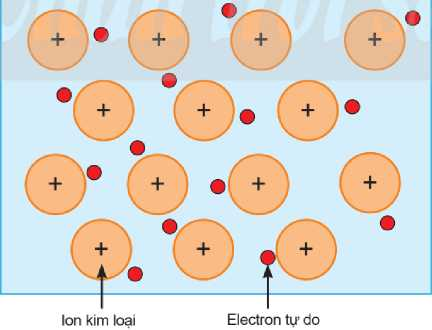 + + + +
+ + +
+ + + +
+ + +
Ion kim loại Electron tự do